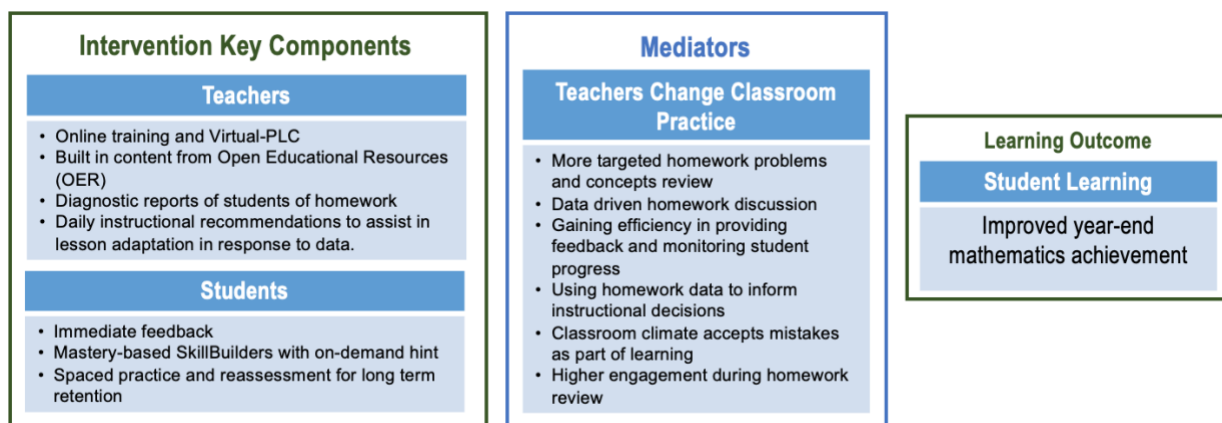 Intervention Key Components
Teachers
• Online training and Virtual-PLC
• Built in content from Open Educational Resources
(OER)
• Diagnostic reports of students of homework
• Daily instructional recommendations to assist in
lesson adaptation in response to data.
Students
• Immediate feedback
• Mastery-based SkillBuilders with on-demand hint
• Spaced practice and reassessment for long term
retention
Mediators
Teachers Change Classroom
Practice
• More targeted homework problems
and concepts review
• Data driven homework discussion
• Gaining efficiency in providing
feedback and monitoring student
progress
• Using homework data to inform
instructional decisions
• Classroom climate accepts mistakes
as part of learning
• Higher engagement during homework
review
Learning Outcome
Student Learning
Improved year-end
mathematics achievement